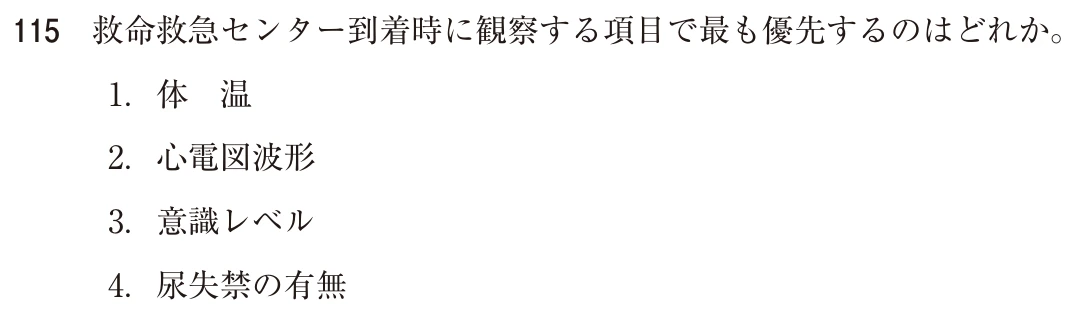 115 救命救急センター到着時に観察する項目で最も優先するのはどれか。
1. 体　温
2. 心電図波形
3. 意識レベル
4. 尿失禁の有無